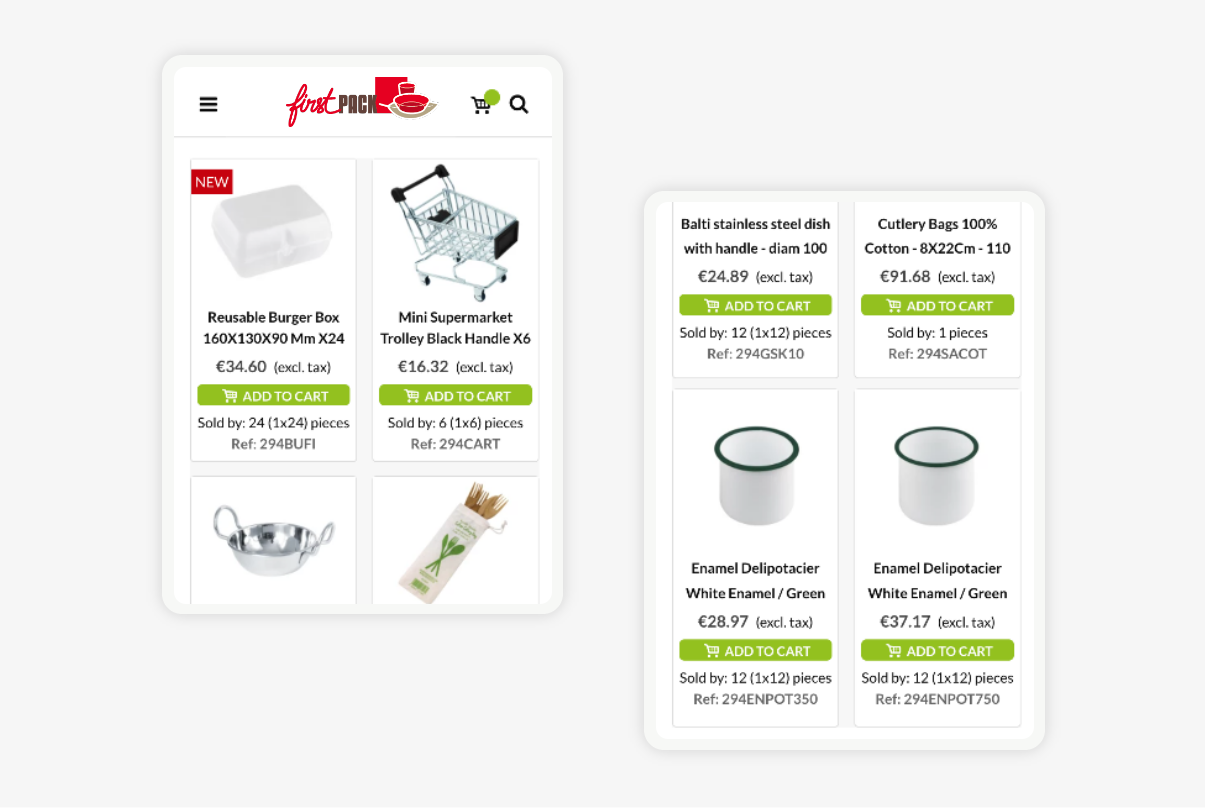 first PACK
NEW
Reusable Burger Box
160X130X90 Mm X24
€34.60 (excl. tax)
ADD TO CART
Sold by: 24 (1x24) pieces
Ref: 294BUFI
Mini Supermarket
Trolley Black Handle X6
€16.32 (excl. tax)
ADD TO CART
Sold by: 6 (1x6) pieces
Ref: 294CART
Balti stainless steel dish
with handle - diam 100
€24.89 (excl. tax)
ADD TO CART
Sold by: 12 (1x12) pieces
Ref: 294GSK10
Cutlery Bags 100%
Cotton - 8X22Cm - 110
€91.68 (excl. tax)
ADD TO CART
Sold by: 1 pieces
Ref: 294SACOT
Enamel Delipotacier
White Enamel / Green
€28.97 (excl. tax)
ADD TO CART
Sold by: 12 (1x12) pieces
Ref: 294ENPOT350
Enamel Delipotacier
White Enamel / Green
€37.17 (excl. tax)
ADD TO CART
Sold by: 12 (1x12) pieces
Ref: 294ENPOT750